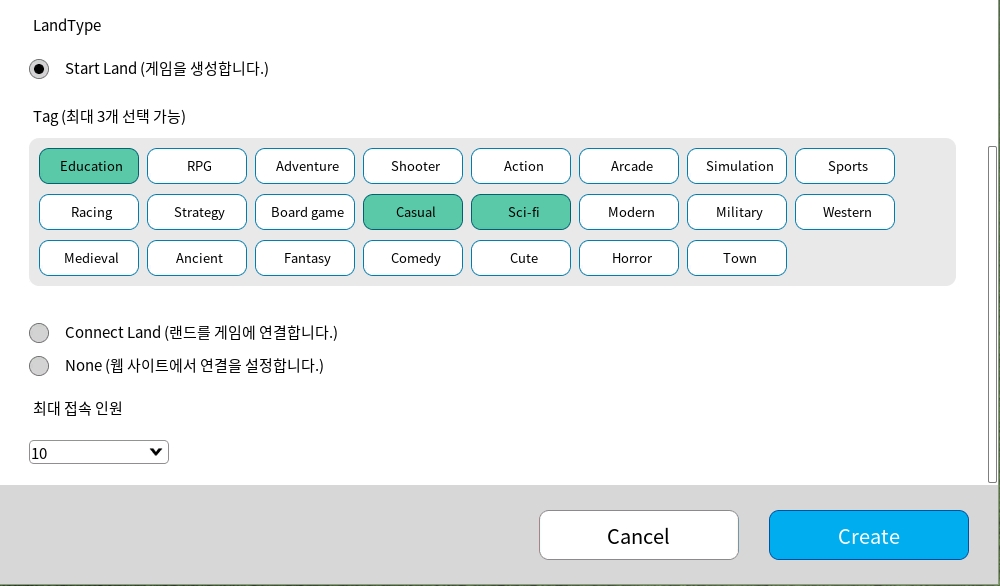 LandType
Start Land (게임을 생성합니다.)
Tag (최대 3개 선택 가능)
Education RPG Adventure Shooter Action Arcade Simulation Sports
Racing Strategy Board game Casual Sci-fi Modern Military Western
Medieval Ancient Fantasy Comedy Cute Horror Town
Connect Land (랜드를 게임에 연결합니다.)
None (웹 사이트에서 연결을 설정합니다.)
최대 접속 인원
10
Cancel Create